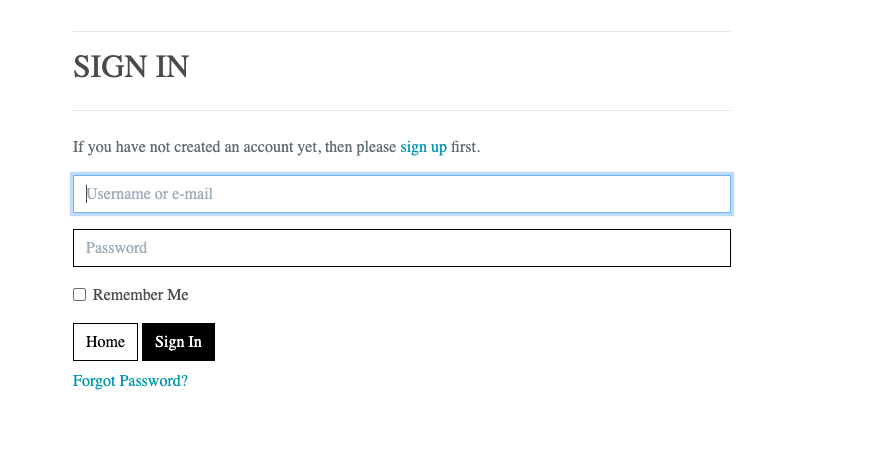 SIGN IN
If you have not created an account yet, then please sign up first.
Username or e-mail
Password
Remember Me
Home Sign In
Forgot Password?